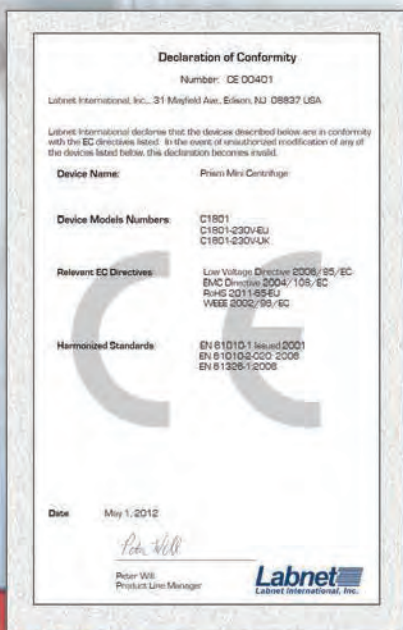 Declaration of Conformity
Number: CE 00401
Labnet International, Inc., 31 Mayfield Ave, Edison, NJ 08837 USA
Labnet International declares that the devices described below are in conformity
with the EC directives listed. In the event of unauthorized modification of any of
the devices listed below, this declaration becomes invalid.
Device Name: Prism Mini Centrifuge
Device Models Numbers: C1801
C1801-230V-EU
C1801-230V-UK
Relevant EC Directives: Low Voltage Directive 2006/95/EC
EMC Directive 2004/108/EC
RoHS 2011-65-EU
WEEE 2002/96/EC
Harmonized Standards: EN 61010-1 Issued 2001
EN 61010-2-020: 2006
EN 61326-1:2006
CE
Date May 1, 2012
Peter Will
Peter Will
Product Line Manager
Labnet
Labnet International, Inc.